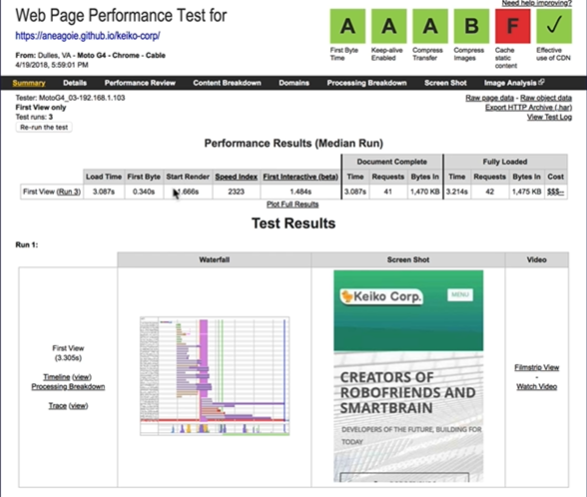 Need help improving?
Web Page Performance Test for
https://aneagoie.github.io/keiko-corp/
From: Dulles, VA - Moto G4 - Chrome - Cable
4/19/2018, 5:59:01 PM
A A A B F ✓
First Byte Time
Keep-alive Enabled
Compress Transfer
Compress Images
Cache static content
Effective use of CDN
Summary Details Performance Review Content Breakdown Domains Processing Breakdown Screen Shot Image Analysis
Tester: MotoG4_03-192.168.1.103
First View only
Test runs: 3
Re-run the test
Raw page data - Raw object data
Export HTTP Archive (.har)
View Test Log
Performance Results (Median Run)
Document Complete Fully Loaded
Load Time First Byte Start Render Speed Index First Interactive (beta) Time Requests Bytes In Time Requests Bytes In Cost
First View (Run 3) 3.087s 0.340s .666s 2323 1.484s 3.087s 41 1,470 KB 3.214s 42 1,475 KB $$$--
Plot Full Results
Test Results
Run 1:
Waterfall Screen Shot Video
First View
(3.305s)
Timeline (view)
Processing Breakdown
Trace (view)
Keiko Corp.
MENU
CREATORS OF
ROBOFRIENDS AND
SMARTBRAIN
DEVELOPERS OF THE FUTURE, BUILDING FOR
TODAY
Filmstrip View
-
Watch Video